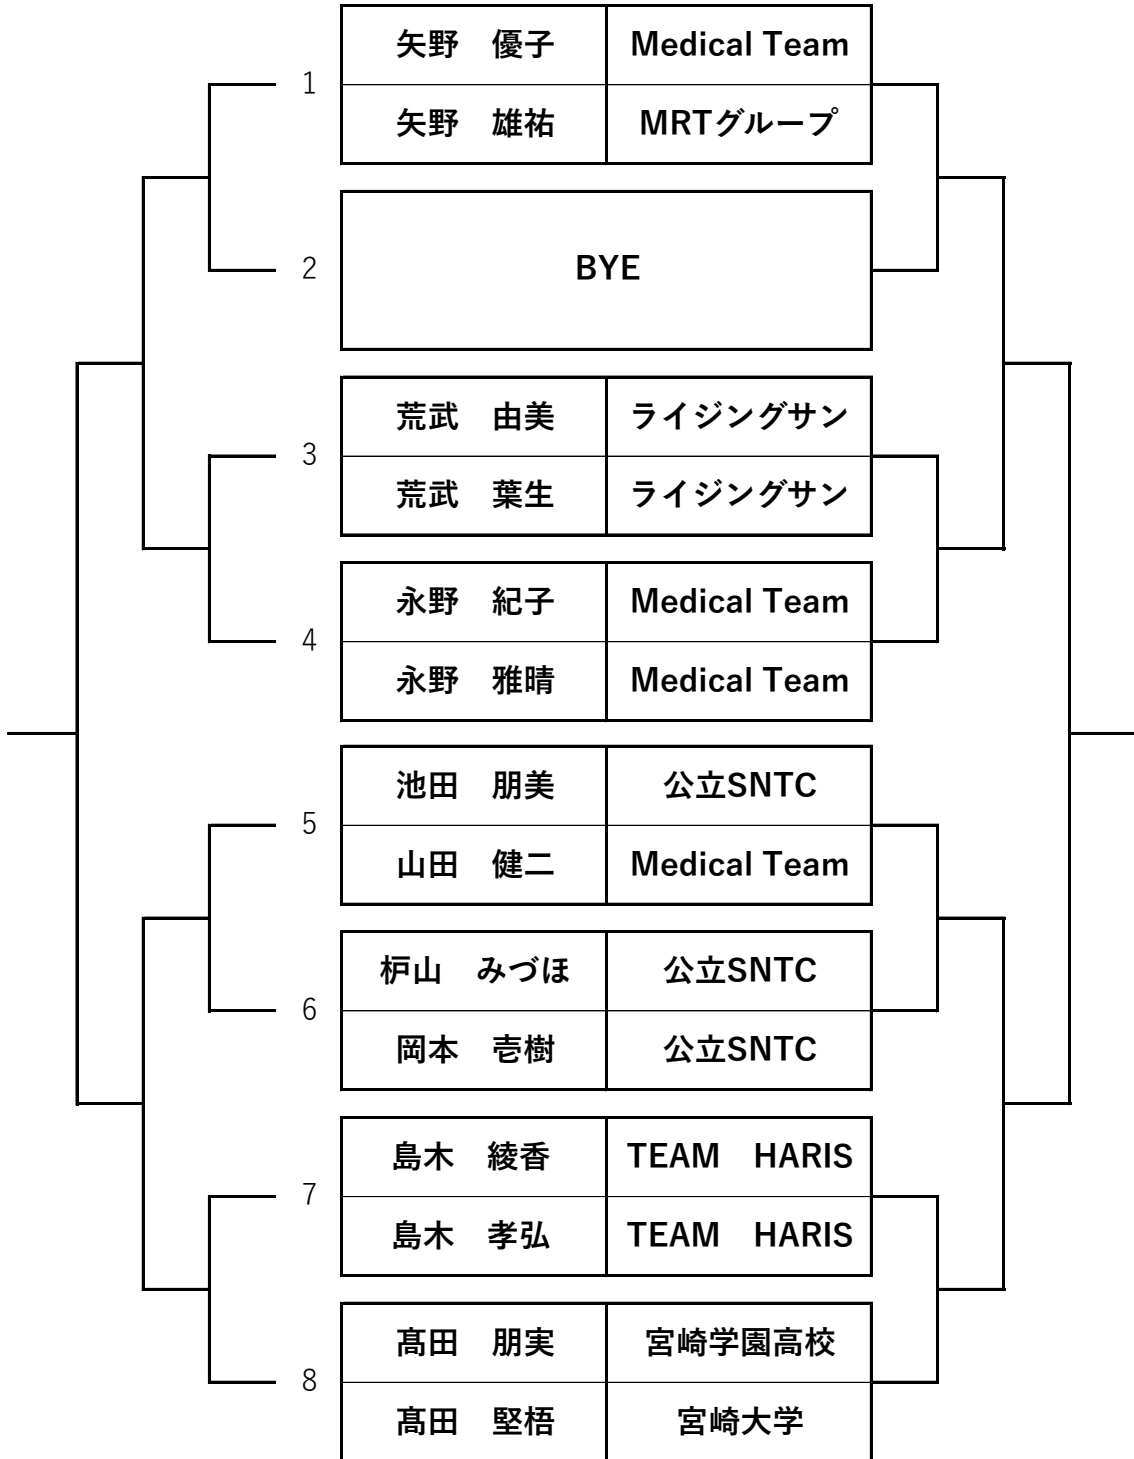 矢野　優子 Medical Team
1
矢野　雄祐 MRTグループ
2 BYE
荒武　由美 ライジングサン
3
荒武　葉生 ライジングサン
永野　紀子 Medical Team
4
永野　雅晴 Medical Team
池田　朋美 公立SNTC
5
山田　健二 Medical Team
枦山　みづほ 公立SNTC
6
岡本　壱樹 公立SNTC
島木　綾香 TEAM　HARIS
7
島木　孝弘 TEAM　HARIS
髙田　朋実 宮崎学園高校
8
髙田　堅梧 宮崎大学